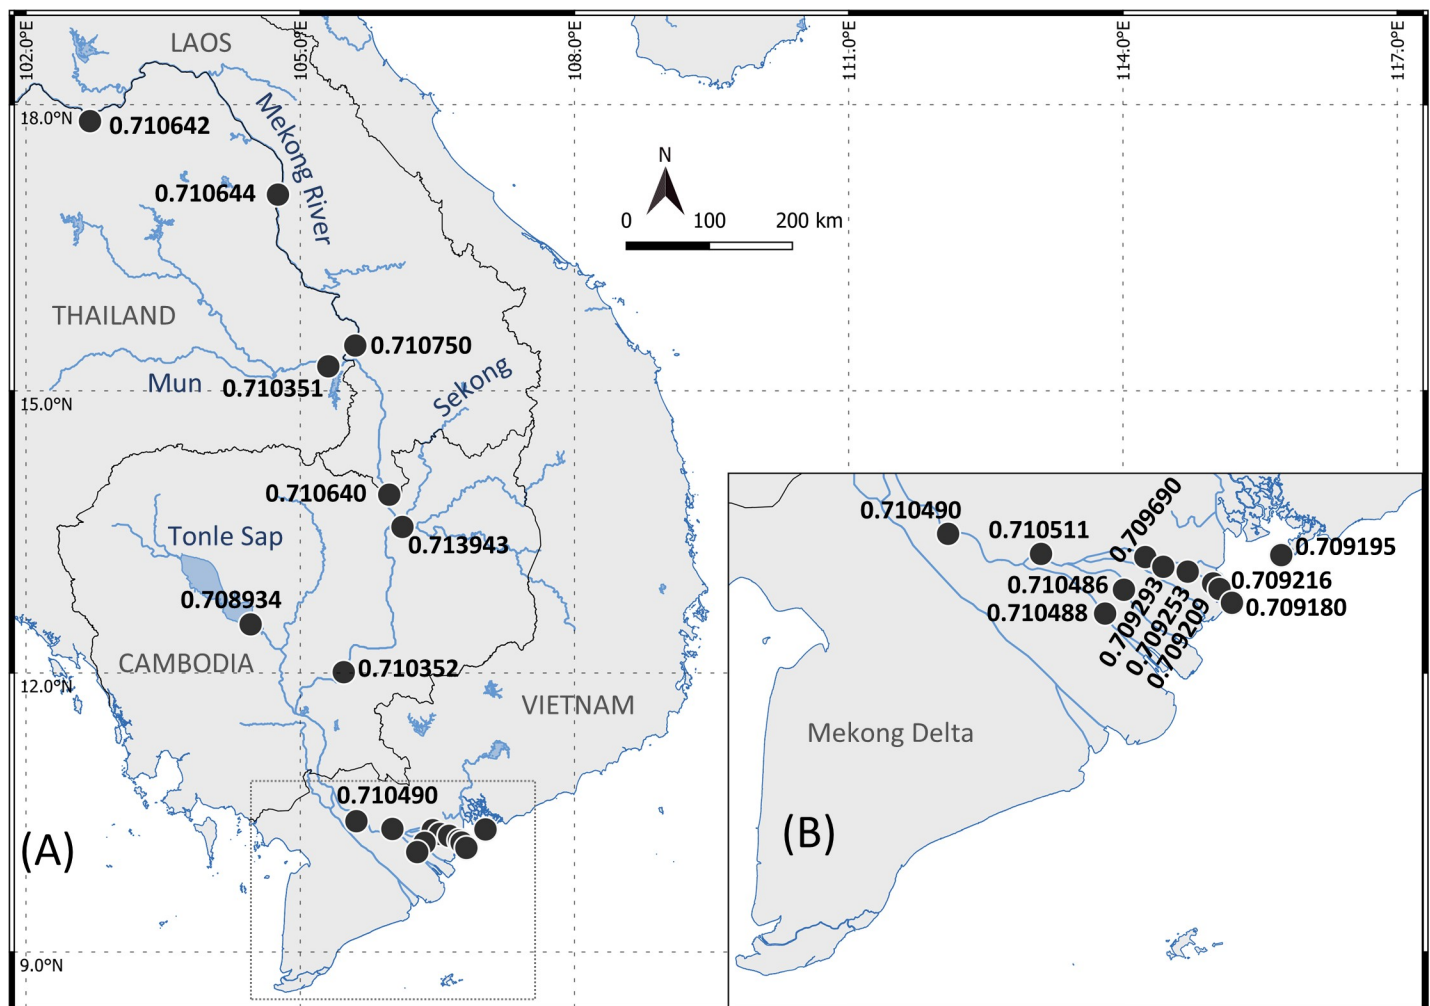 102.0°E
105.0°E
108.0°E
111.0°E
114.0°E
117.0°E
LAOS
18.0°N
0.710642
Mekong River
0.710644
N
0 100 200 km
THAILAND
0.710750
Mun
0.710351
Sekong
15.0°N
0.710640
0.713943
Tonle Sap
0.708934
CAMBODIA
0.710352
12.0°N
VIETNAM
0.710490
(A)
9.0°N
0.710490
0.710511
0.709690
0.709195
0.710486
0.709216
0.710488
0.709180
0.709293
0.709253
0.709209
Mekong Delta
(B)